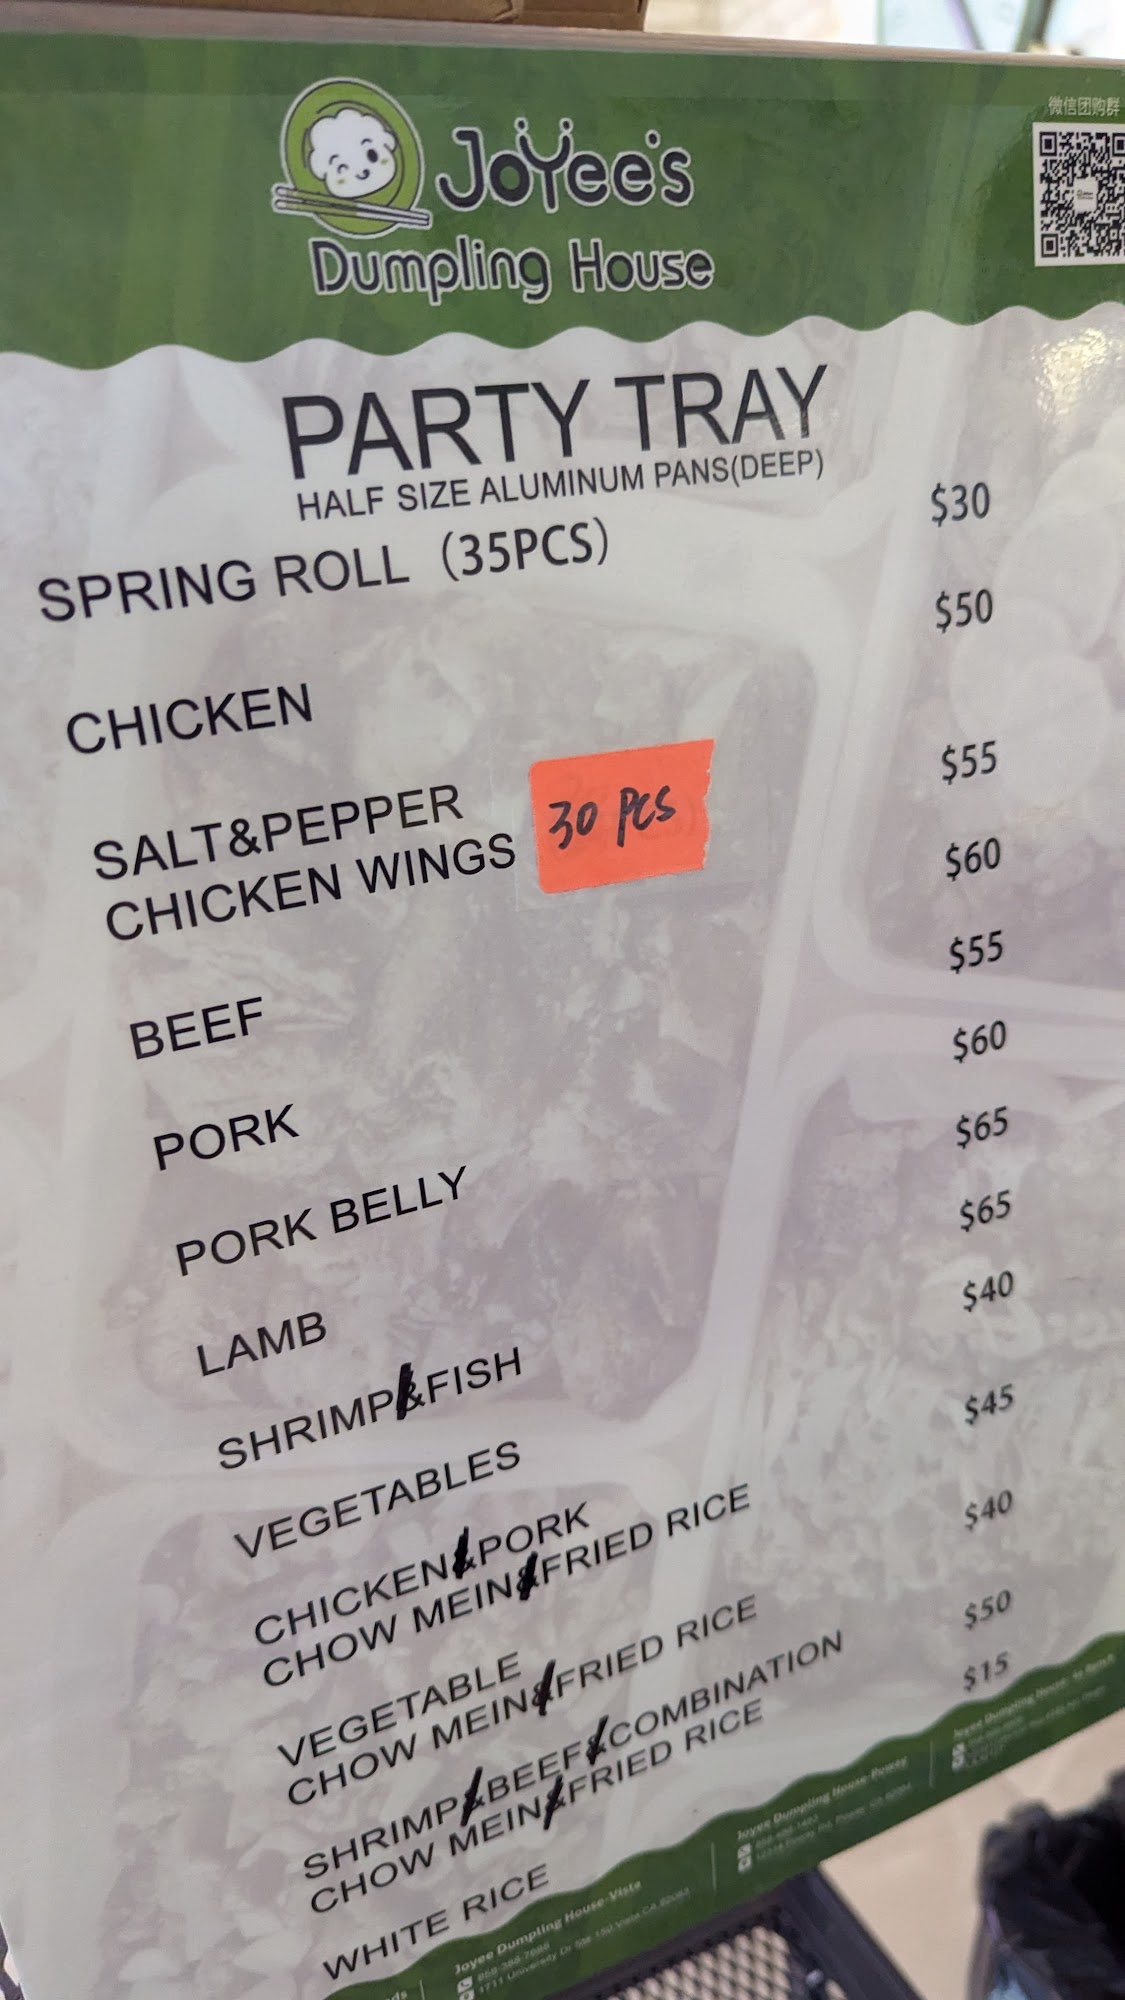 微信团购群
Joyee's
Dumpling House
PARTY TRAY
HALF SIZE ALUMINUM PANS(DEEP)
SPRING ROLL (35PCS) $30
CHICKEN $50
SALT&PEPPER
CHICKEN WINGS 30 PCS $55
BEEF $60
PORK $55
PORK BELLY $60
LAMB $65
SHRIMP/FISH $65
VEGETABLES $40
CHICKEN/PORK
CHOW MEIN/FRIED RICE $45
VEGETABLE
CHOW MEIN/FRIED RICE $40
SHRIMP/BEEF/COMBINATION
CHOW MEIN/FRIED RICE $50
WHITE RICE $15
Joyee Dumpling House-Vista
Joyee Dumpling House-Poway